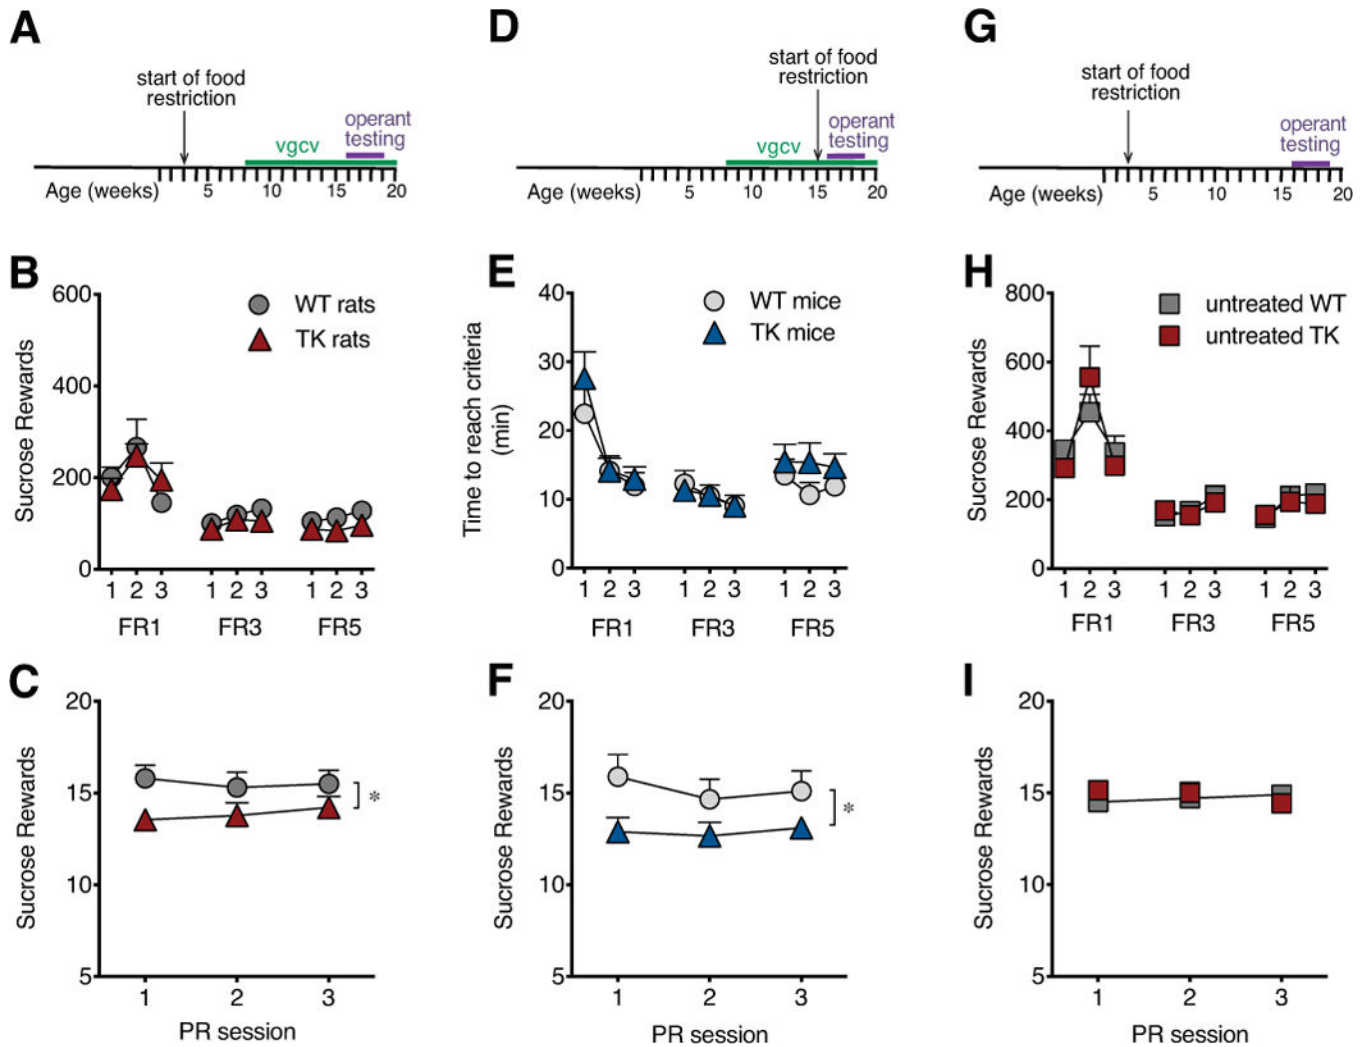 A
start of food
restriction
operant
testing
vgcv
Age (weeks)
5
10
15
20
D
start of food
restriction
operant
testing
vgcv
Age (weeks)
5
10
15
20
G
start of food
restriction
operant
testing
Age (weeks)
5
10
15
20
B
Sucrose Rewards
600
400
200
0
WT rats
TK rats
1 2 3 1 2 3 1 2 3
FR1 FR3 FR5
E
Time to reach criteria
(min)
40
30
20
10
0
WT mice
TK mice
1 2 3 1 2 3 1 2 3
FR1 FR3 FR5
H
Sucrose Rewards
800
600
400
200
0
untreated WT
untreated TK
1 2 3 1 2 3 1 2 3
FR1 FR3 FR5
C
Sucrose Rewards
20
15
10
5
*
1 2 3
PR session
F
Sucrose Rewards
20
15
10
5
*
1 2 3
PR session
I
Sucrose Rewards
20
15
10
5
1 2 3
PR session